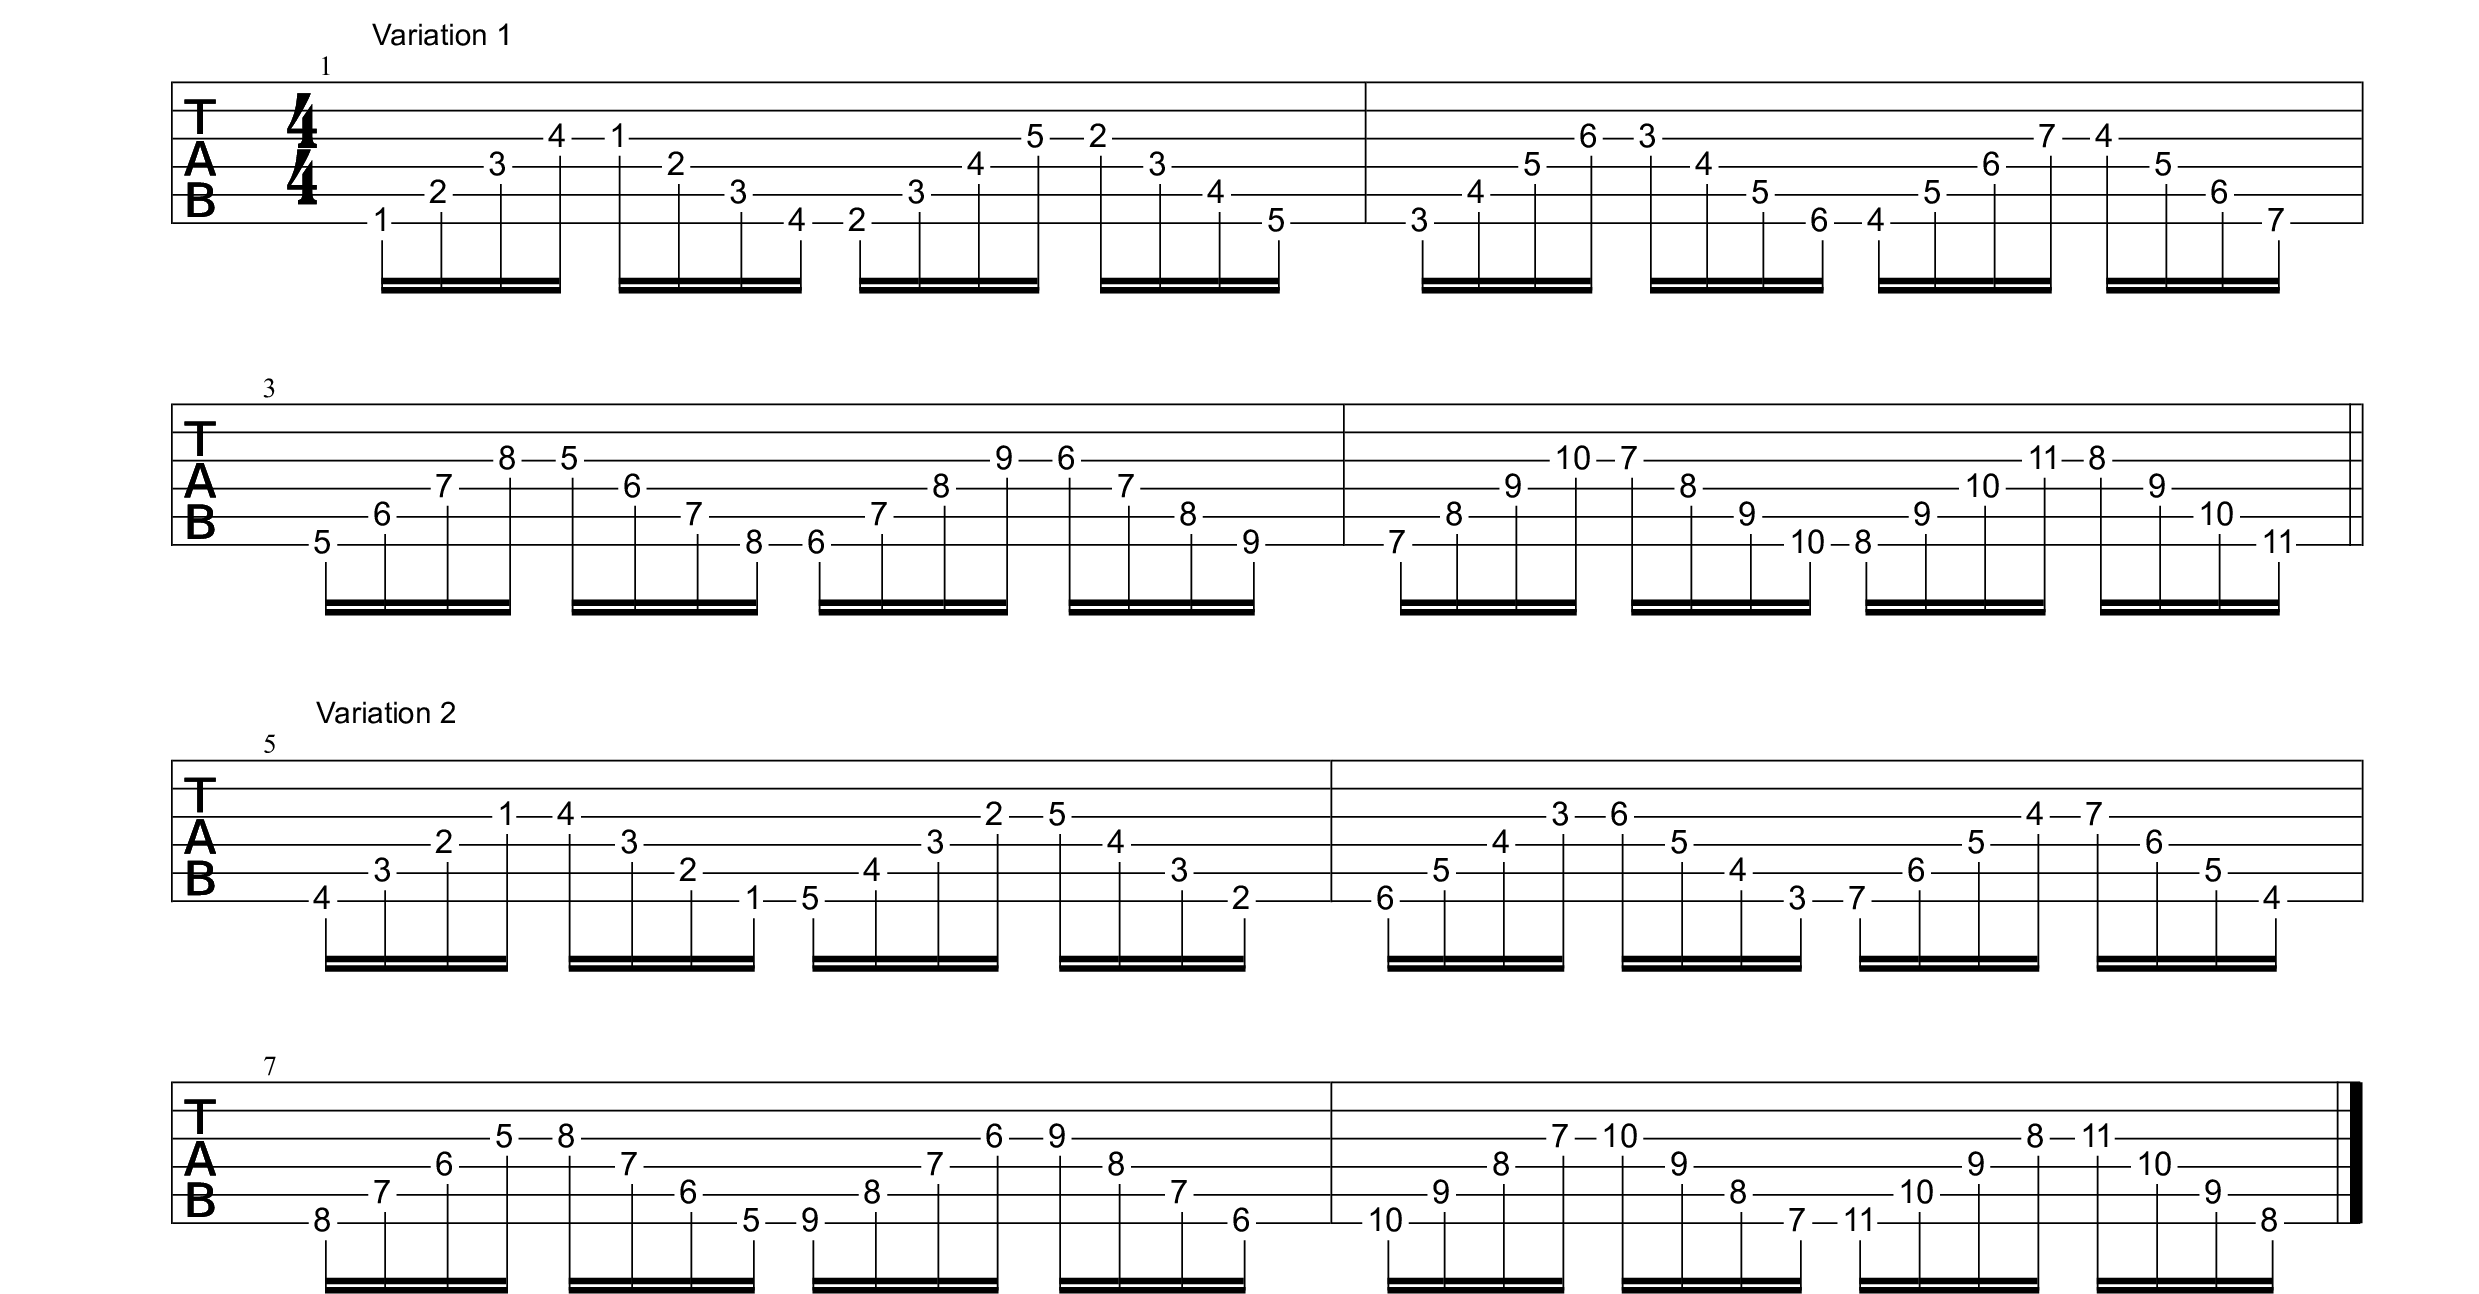 Variation 1
1
T
A
B
4
4
4 1 5 2 6 3 7 4
3 2 4 3 5 4 6 5
2 3 3 4 4 5 5 6
1 4 2 5 3 6 4 7
3
T
A
B
8 5 9 6 10 7 11 8
7 6 8 7 9 8 10 9
6 7 7 8 8 9 9 10
5 8 6 9 7 10 8 11
Variation 2
5
T
A
B
1 4 2 5 3 6 4 7
2 3 3 4 4 5 5 6
3 2 4 3 5 4 6 5
4 1 5 2 6 3 7 4
7
T
A
B
5 8 6 9 7 10 8 11
6 7 7 8 8 9 9 10
7 6 8 7 9 8 10 9
8 5 9 6 10 7 11 8